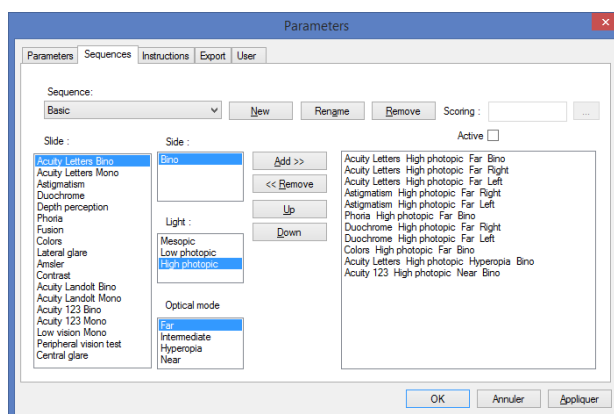 Parameters
Parameters Sequences Instructions Export User
Sequence:
Basic New Rename Remove Scoring : ...
Active
Slide :
Acuity Letters Bino
Acuity Letters Mono
Astigmatism
Duochrome
Depth perception
Phoria
Fusion
Colors
Lateral glare
Amsler
Contrast
Acuity Landolt Bino
Acuity Landolt Mono
Acuity 123 Bino
Acuity 123 Mono
Low vision Mono
Peripheral vision test
Central glare
Side :
Bino
Light :
Mesopic
Low photopic
High photopic
Optical mode
Far
Intermediate
Hyperopia
Near
Add >>
<< Remove
Up
Down
Acuity Letters High photopic Far Bino
Acuity Letters High photopic Far Right
Acuity Letters High photopic Far Left
Astigmatism High photopic Far Right
Astigmatism High photopic Far Left
Phoria High photopic Far Bino
Duochrome High photopic Far Right
Duochrome High photopic Far Left
Colors High photopic Far Bino
Acuity Letters High photopic Hyperopia Bino
Acuity 123 High photopic Near Bino
OK Annuler Appliquer